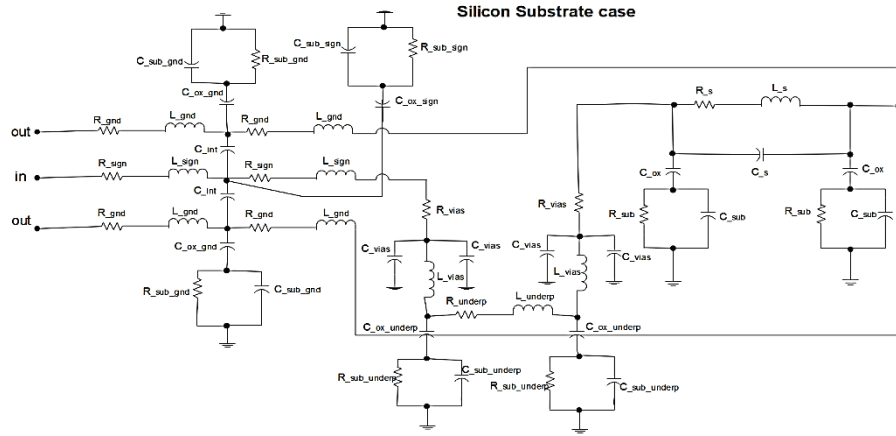 Silicon Substrate case
C_sub_gnd
R_sub_gnd
C_sub_sign
R_sub_sign
C_ox_gnd
C_ox_sign
out
R_gnd
L_gnd
R_gnd
L_gnd
R_s
L_s
C_int
C_s
in
R_sign
L_sign
R_sign
L_sign
C_ox
C_ox
C_int
out
R_gnd
L_gnd
R_gnd
L_gnd
R_vias
R_vias
R_sub
C_sub
R_sub
C_sub
C_ox_gnd
C_vias
C_vias
C_vias
C_vias
L_vias
L_vias
R_sub_gnd
C_sub_gnd
R_underp
L_underp
C_ox_underp
C_ox_underp
R_sub_underp
C_sub_underp
R_sub_underp
C_sub_underp